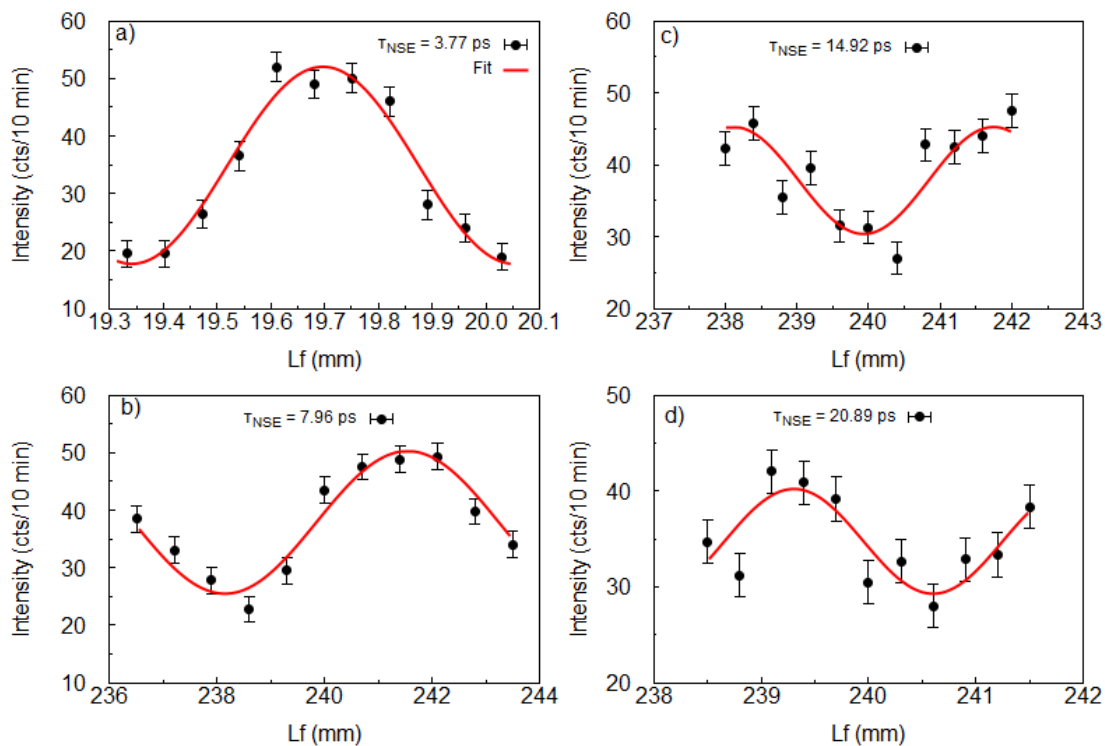 a)
τNSE = 3.77 ps
Fit
Intensity (cts/10 min)
60
50
40
30
20
10
19.3 19.4 19.5 19.6 19.7 19.8 19.9 20.0 20.1
Lf (mm)
c)
τNSE = 14.92 ps
Intensity (cts/10 min)
60
50
40
30
20
237 238 239 240 241 242 243
Lf (mm)
b)
τNSE = 7.96 ps
Intensity (cts/10 min)
60
50
40
30
20
10
236 238 240 242 244
Lf (mm)
d)
τNSE = 20.89 ps
Intensity (cts/10 min)
50
40
30
20
238 239 240 241 242
Lf (mm)